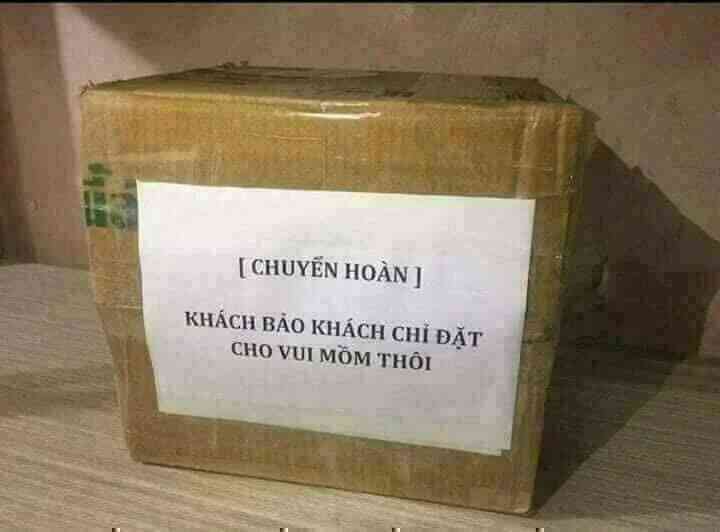 [ CHUYỂN HOÀN ]
KHÁCH BẢO KHÁCH CHỈ ĐẶT
CHO VUI MỒM THÔI